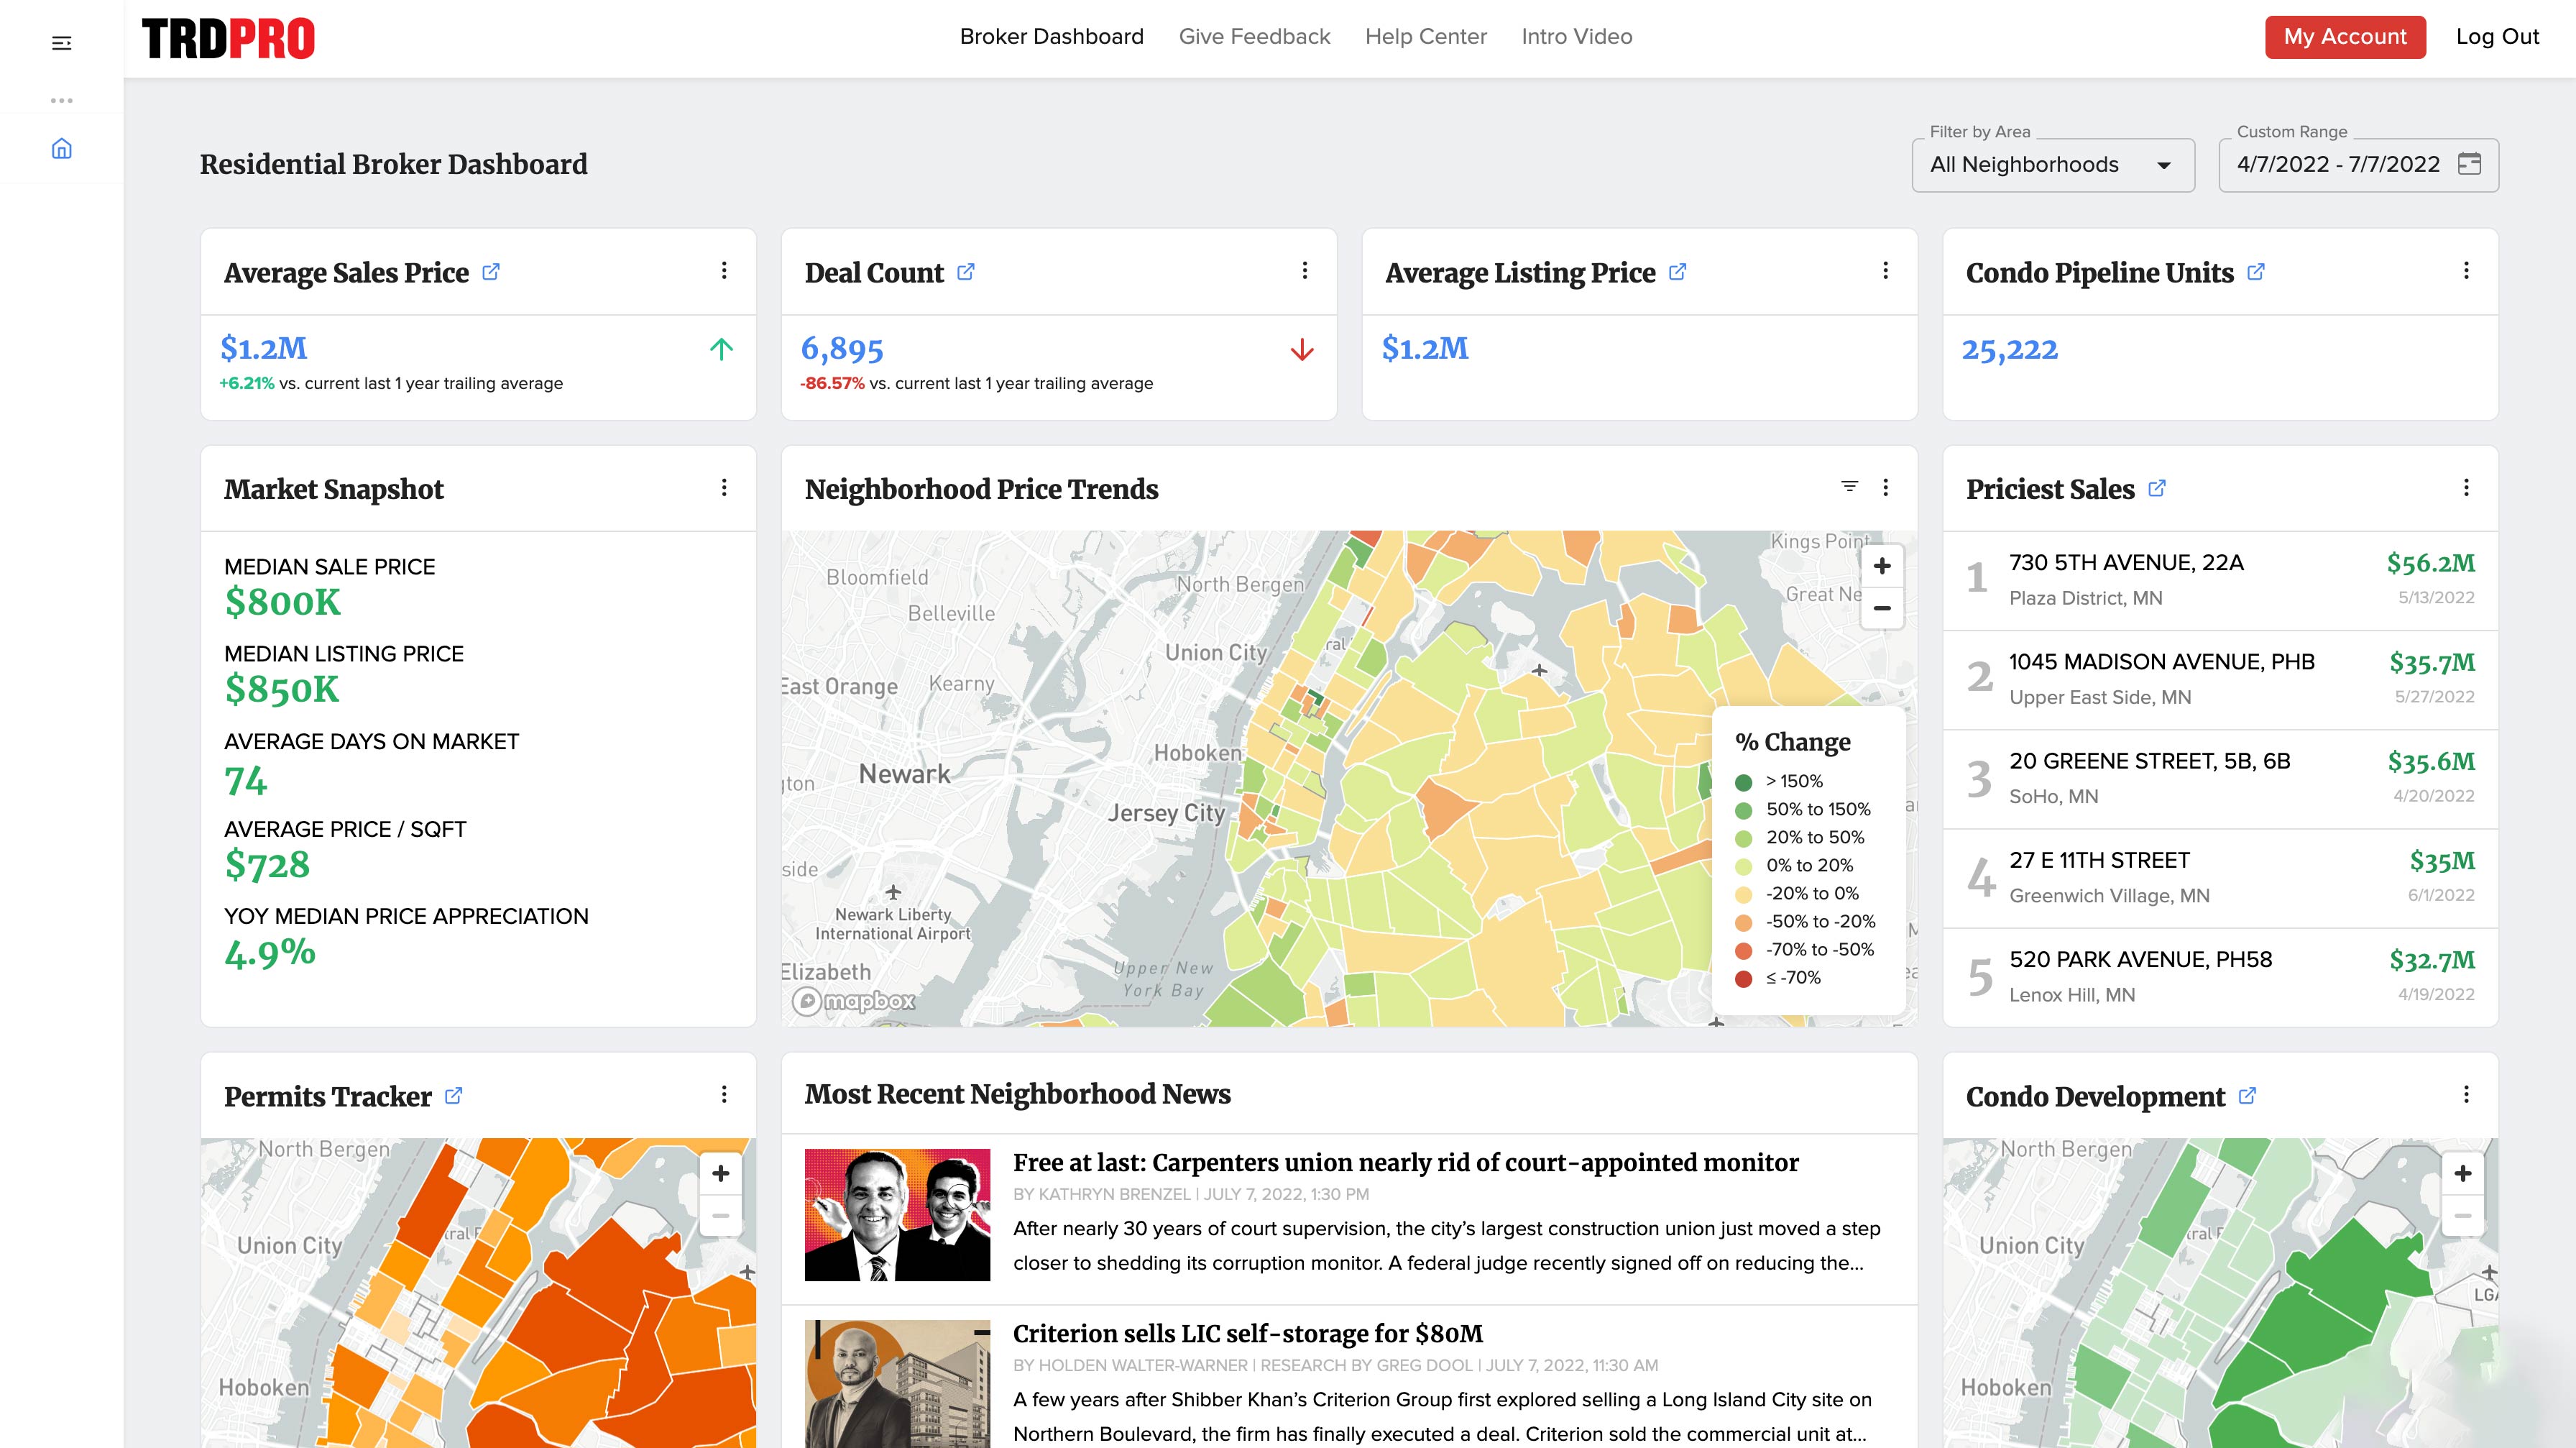 TRDPRO
Broker Dashboard
Give Feedback
Help Center
Intro Video
My Account
Log Out
Residential Broker Dashboard
Filter by Area
All Neighborhoods
Custom Range
4/7/2022 - 7/7/2022
Average Sales Price
$1.2M
+6.21% vs. current last 1 year trailing average
Deal Count
6,895
-86.57% vs. current last 1 year trailing average
Average Listing Price
$1.2M
Condo Pipeline Units
25,222
Market Snapshot
MEDIAN SALE PRICE
$800K
MEDIAN LISTING PRICE
$850K
AVERAGE DAYS ON MARKET
74
AVERAGE PRICE / SQFT
$728
YOY MEDIAN PRICE APPRECIATION
4.9%
Neighborhood Price Trends
Kings Point
Bloomfield
North Bergen
Great Ne
Belleville
Union City
ral
East Orange
Kearny
Hoboken
Newark
gton
Jersey City
side
Newark Liberty
International Airport
Elizabeth
Upper New
York Bay
mapbox
+
−
% Change
> 150%
50% to 150%
20% to 50%
0% to 20%
-20% to 0%
-50% to -20%
-70% to -50%
≤ -70%
Priciest Sales
1
730 5TH AVENUE, 22A
$56.2M
Plaza District, MN
5/13/2022
2
1045 MADISON AVENUE, PHB
$35.7M
Upper East Side, MN
5/27/2022
3
20 GREENE STREET, 5B, 6B
$35.6M
SoHo, MN
4/20/2022
4
27 E 11TH STREET
$35M
Greenwich Village, MN
6/1/2022
5
520 PARK AVENUE, PH58
$32.7M
Lenox Hill, MN
4/19/2022
Permits Tracker
North Bergen
Union City
tral F
Hoboken
+
−
Most Recent Neighborhood News
Free at last: Carpenters union nearly rid of court-appointed monitor
BY KATHRYN BRENZEL | JULY 7, 2022, 1:30 PM
After nearly 30 years of court supervision, the city’s largest construction union just moved a step
closer to shedding its corruption monitor. A federal judge recently signed off on reducing the...
Criterion sells LIC self-storage for $80M
BY HOLDEN WALTER-WARNER | RESEARCH BY GREG DOOL | JULY 7, 2022, 11:30 AM
A few years after Shibber Khan’s Criterion Group first explored selling a Long Island City site on
Northern Boulevard, the firm has finally executed a deal. Criterion sold the commercial unit at...
Condo Development
North Bergen
Union City
tral F
LGA
Hoboken
+
−